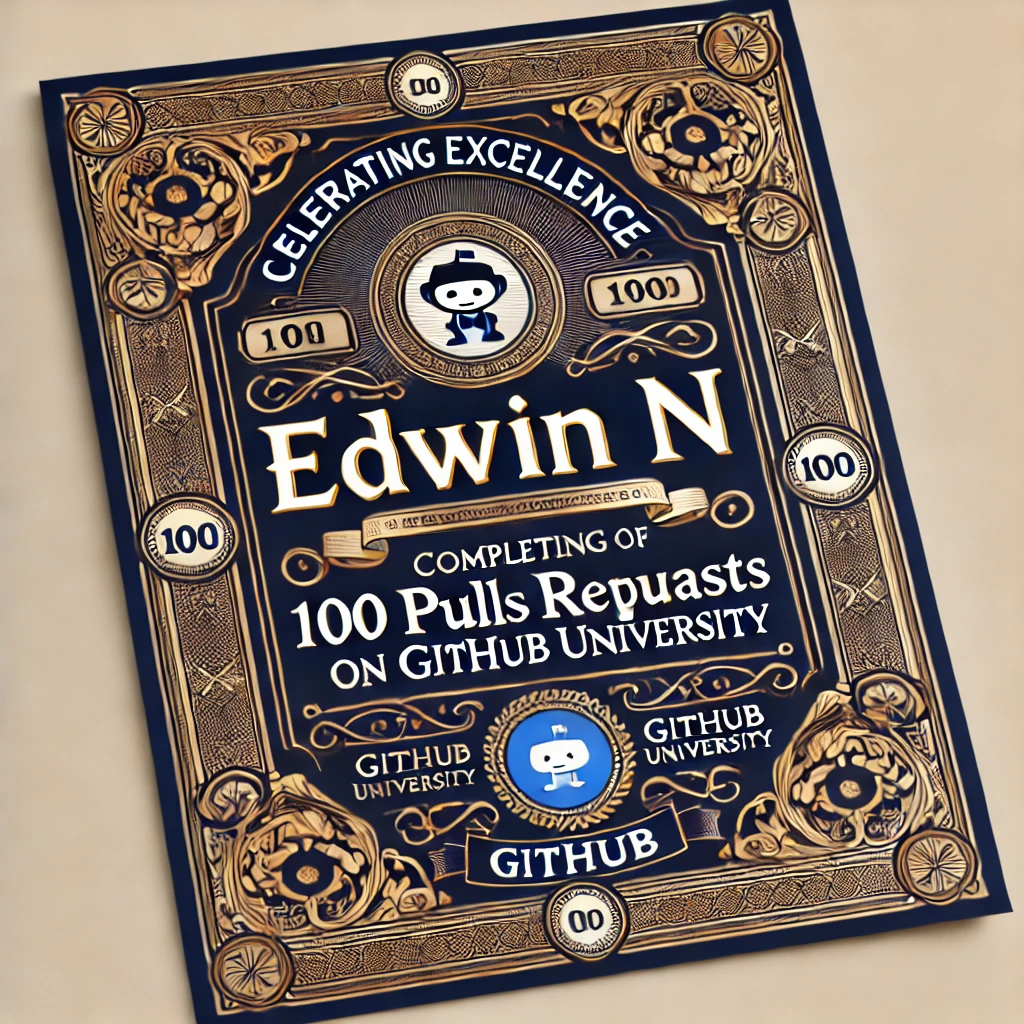 00
CELERATING EXCELLENCE
100
1000
Edwin N
COMPLETING OF
100
100
100 Pulls Repuasts
ON GITHUB UNIVERSITY
GITHUB
UNIVERSITY
GITHUB
UNIVERSITY
GITHUB
00